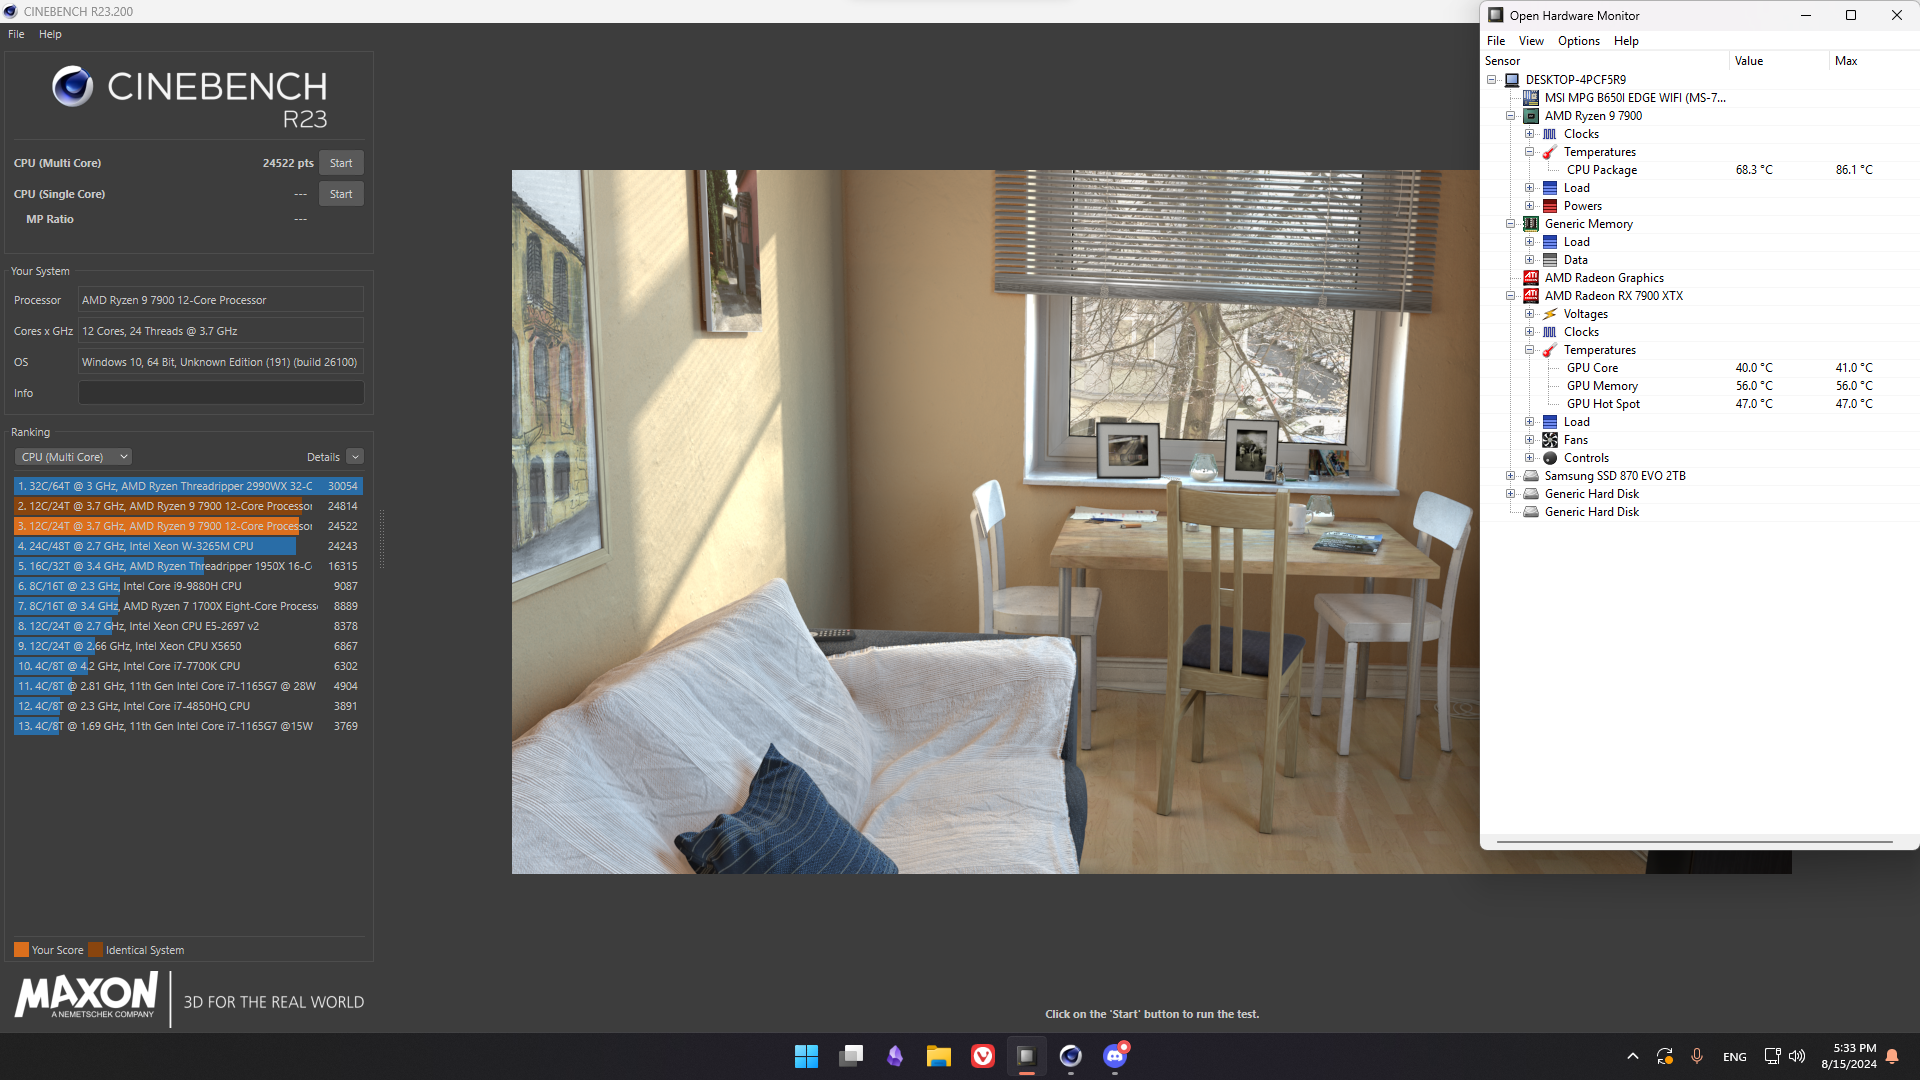 CINEBENCH R23.200
File Help
CINEBENCH
R23
CPU (Multi Core) 24522 pts Start
CPU (Single Core) --- Start
MP Ratio ---
Your System
Processor AMD Ryzen 9 7900 12-Core Processor
Cores x GHz 12 Cores, 24 Threads @ 3.7 GHz
OS Windows 10, 64 Bit, Unknown Edition (191) (build 26100)
Info
Ranking
CPU (Multi Core) Details
1. 32C/64T @ 3 GHz, AMD Ryzen Threadripper 2990WX 32-C 30054
2. 12C/24T @ 3.7 GHz, AMD Ryzen 9 7900 12-Core Processor 24814
3. 12C/24T @ 3.7 GHz, AMD Ryzen 9 7900 12-Core Processor 24522
4. 24C/48T @ 2.7 GHz, Intel Xeon W-3265M CPU 24243
5. 16C/32T @ 3.4 GHz, AMD Ryzen Threadripper 1950X 16-C 16315
6. 8C/16T @ 2.3 GHz, Intel Core i9-9880H CPU 9087
7. 8C/16T @ 3.4 GHz, AMD Ryzen 7 1700X Eight-Core Process 8889
8. 12C/24T @ 2.7 GHz, Intel Xeon CPU E5-2697 v2 8378
9. 12C/24T @ 2.66 GHz, Intel Xeon CPU X5650 6867
10. 4C/8T @ 4.2 GHz, Intel Core i7-7700K CPU 6302
11. 4C/8T @ 2.81 GHz, 11th Gen Intel Core i7-1165G7 @ 28W 4904
12. 4C/8T @ 2.3 GHz, Intel Core i7-4850HQ CPU 3891
13. 4C/8T @ 1.69 GHz, 11th Gen Intel Core i7-1165G7 @15W 3769
Your Score Identical System
MAXON
A NEMETSCHEK COMPANY
3D FOR THE REAL WORLD
Click on the 'Start' button to run the test.
Open Hardware Monitor
File View Options Help
Sensor Value Max
DESKTOP-4PCF5R9
MSI MPG B650I EDGE WIFI (MS-7...
AMD Ryzen 9 7900
Clocks
Temperatures
CPU Package 68.3 °C 86.1 °C
Load
Powers
Generic Memory
Load
Data
ATI AMD Radeon Graphics
ATI AMD Radeon RX 7900 XTX
Voltages
Clocks
Temperatures
GPU Core 40.0 °C 41.0 °C
GPU Memory 56.0 °C 56.0 °C
GPU Hot Spot 47.0 °C 47.0 °C
Load
Fans
Controls
Samsung SSD 870 EVO 2TB
Generic Hard Disk
Generic Hard Disk
ENG
5:33 PM
8/15/2024